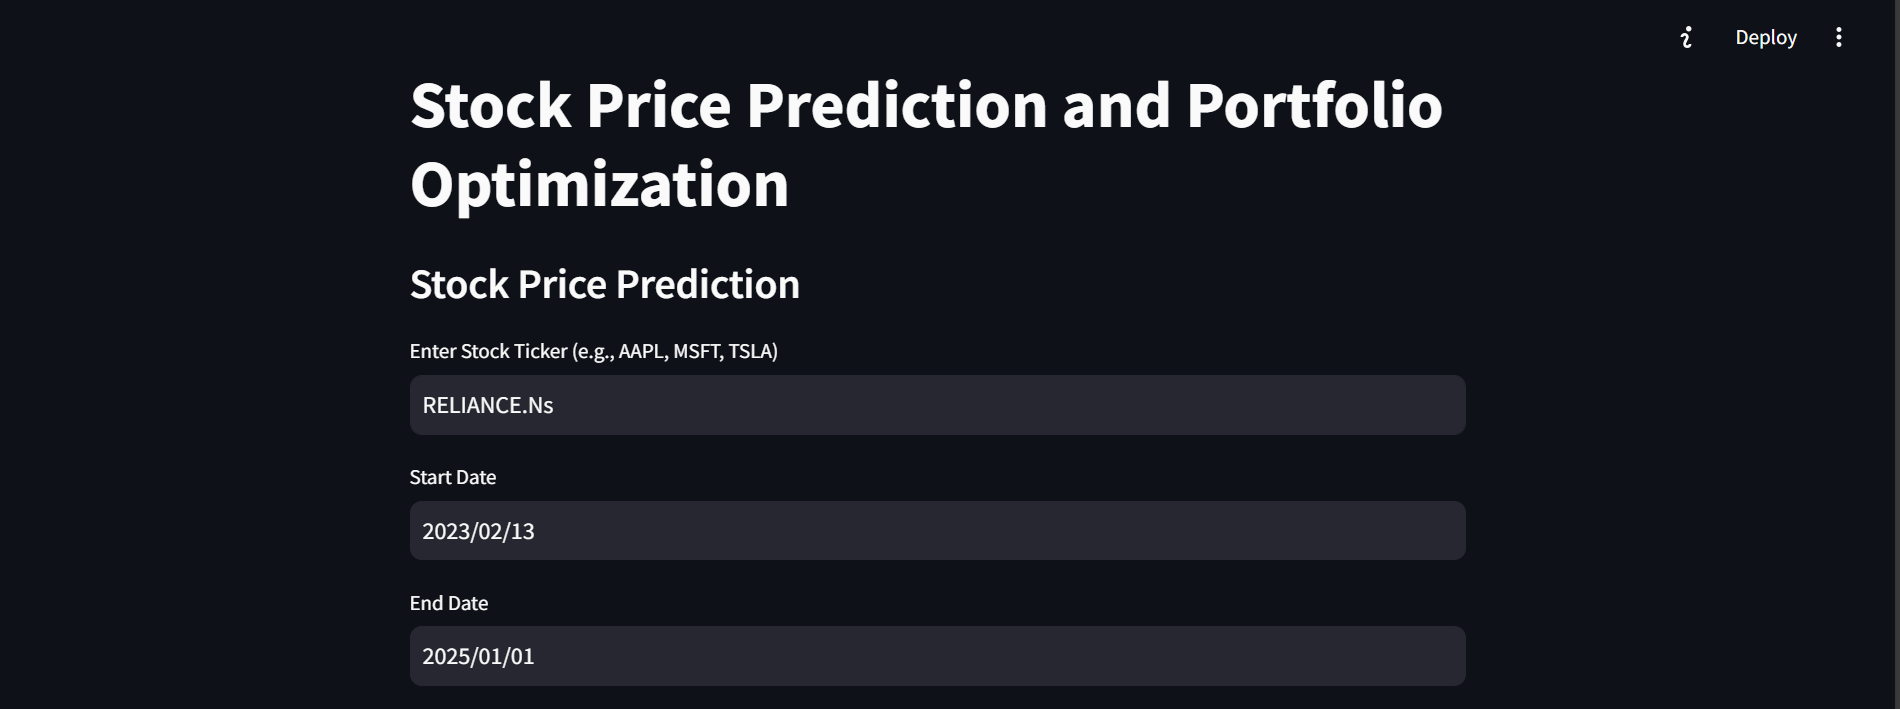 Deploy
Stock Price Prediction and Portfolio
Optimization
Stock Price Prediction
Enter Stock Ticker (e.g., AAPL, MSFT, TSLA)
RELIANCE.Ns
Start Date
2023/02/13
End Date
2025/01/01